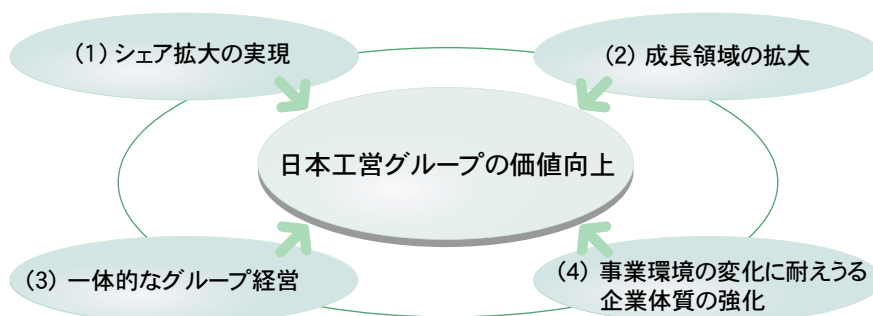 (1) シェア拡大の実現
(2) 成長領域の拡大
日本工営グループの価値向上
(3) 一体的なグループ経営
(4) 事業環境の変化に耐えうる
企業体質の強化